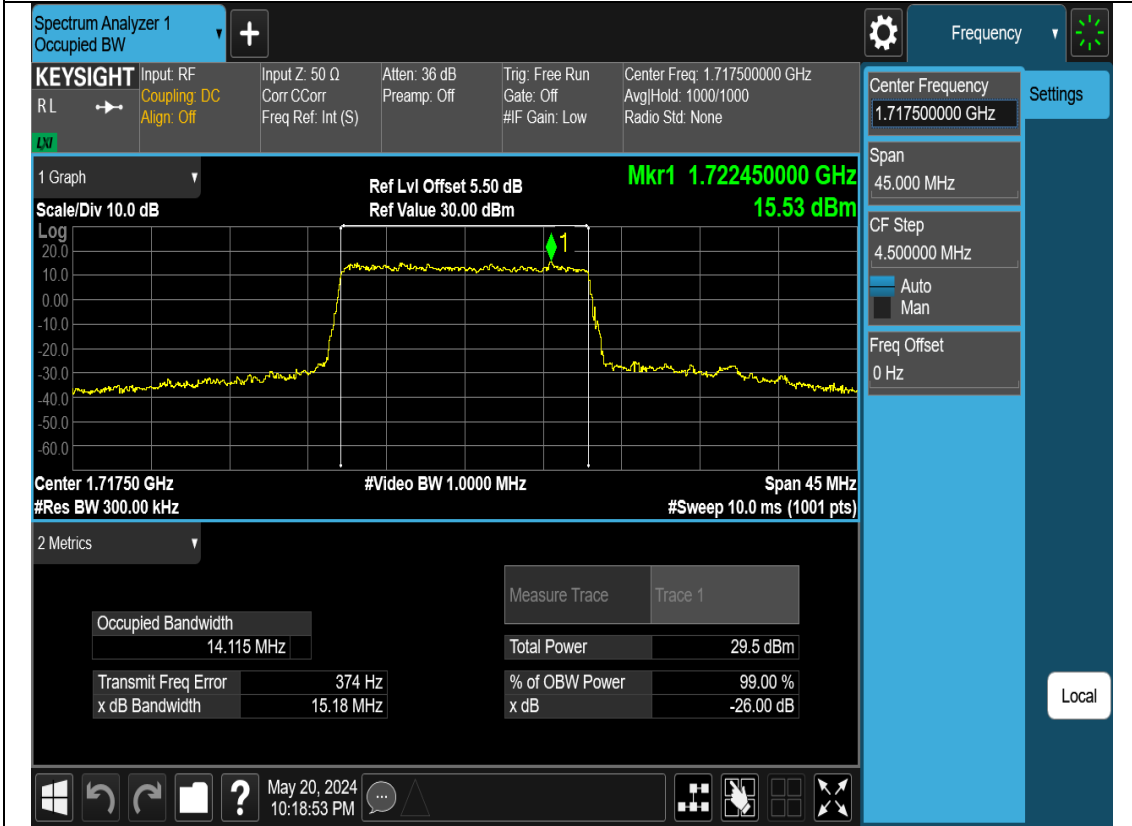 Spectrum Analyzer 1
Occupied BW
+
Frequency
KEYSIGHT
R L
LXI
Input: RF
Coupling: DC
Align: Off
Input Z: 50 Ω
Corr CCorr
Freq Ref: Int (S)
Atten: 36 dB
Preamp: Off
Trig: Free Run
Gate: Off
#IF Gain: Low
Center Freq: 1.717500000 GHz
Avg|Hold: 1000/1000
Radio Std: None
Center Frequency
1.717500000 GHz
Settings
Span
45.000 MHz
CF Step
4.500000 MHz
Auto
Man
Freq Offset
0 Hz
Local
1 Graph
Ref Lvl Offset 5.50 dB
Mkr1 1.722450000 GHz
Scale/Div 10.0 dB
Ref Value 30.00 dBm
15.53 dBm
Log
1
20.0
10.0
0.00
-10.0
-20.0
-30.0
-40.0
-50.0
-60.0
Center 1.71750 GHz
#Video BW 1.0000 MHz
Span 45 MHz
#Res BW 300.00 kHz
#Sweep 10.0 ms (1001 pts)
2 Metrics
Measure Trace
Trace 1
Occupied Bandwidth
14.115 MHz
Total Power
29.5 dBm
Transmit Freq Error
374 Hz
% of OBW Power
99.00 %
x dB Bandwidth
15.18 MHz
x dB
-26.00 dB
?
May 20, 2024
10:18:53 PM